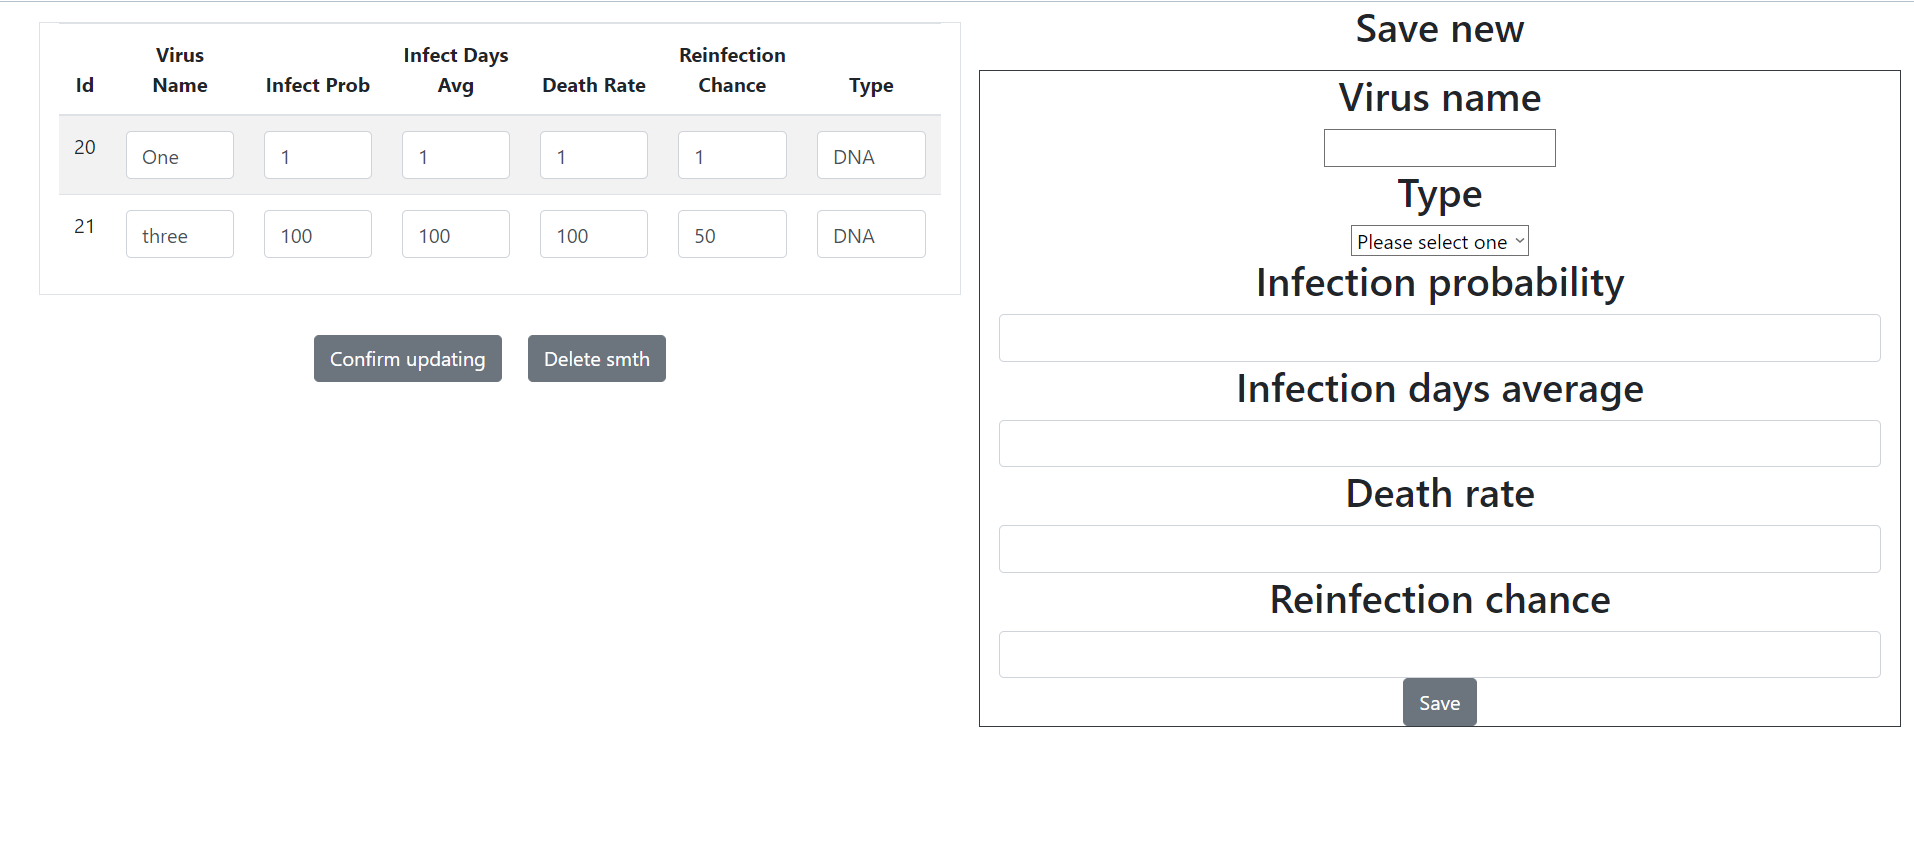 Id Virus Name Infect Prob Infect Days Avg Death Rate Reinfection Chance Type
20 One 1 1 1 1 DNA
21 three 100 100 100 50 DNA
Confirm updating Delete smth
Save new
Virus name
Type
Please select one
Infection probability
Infection days average
Death rate
Reinfection chance
Save